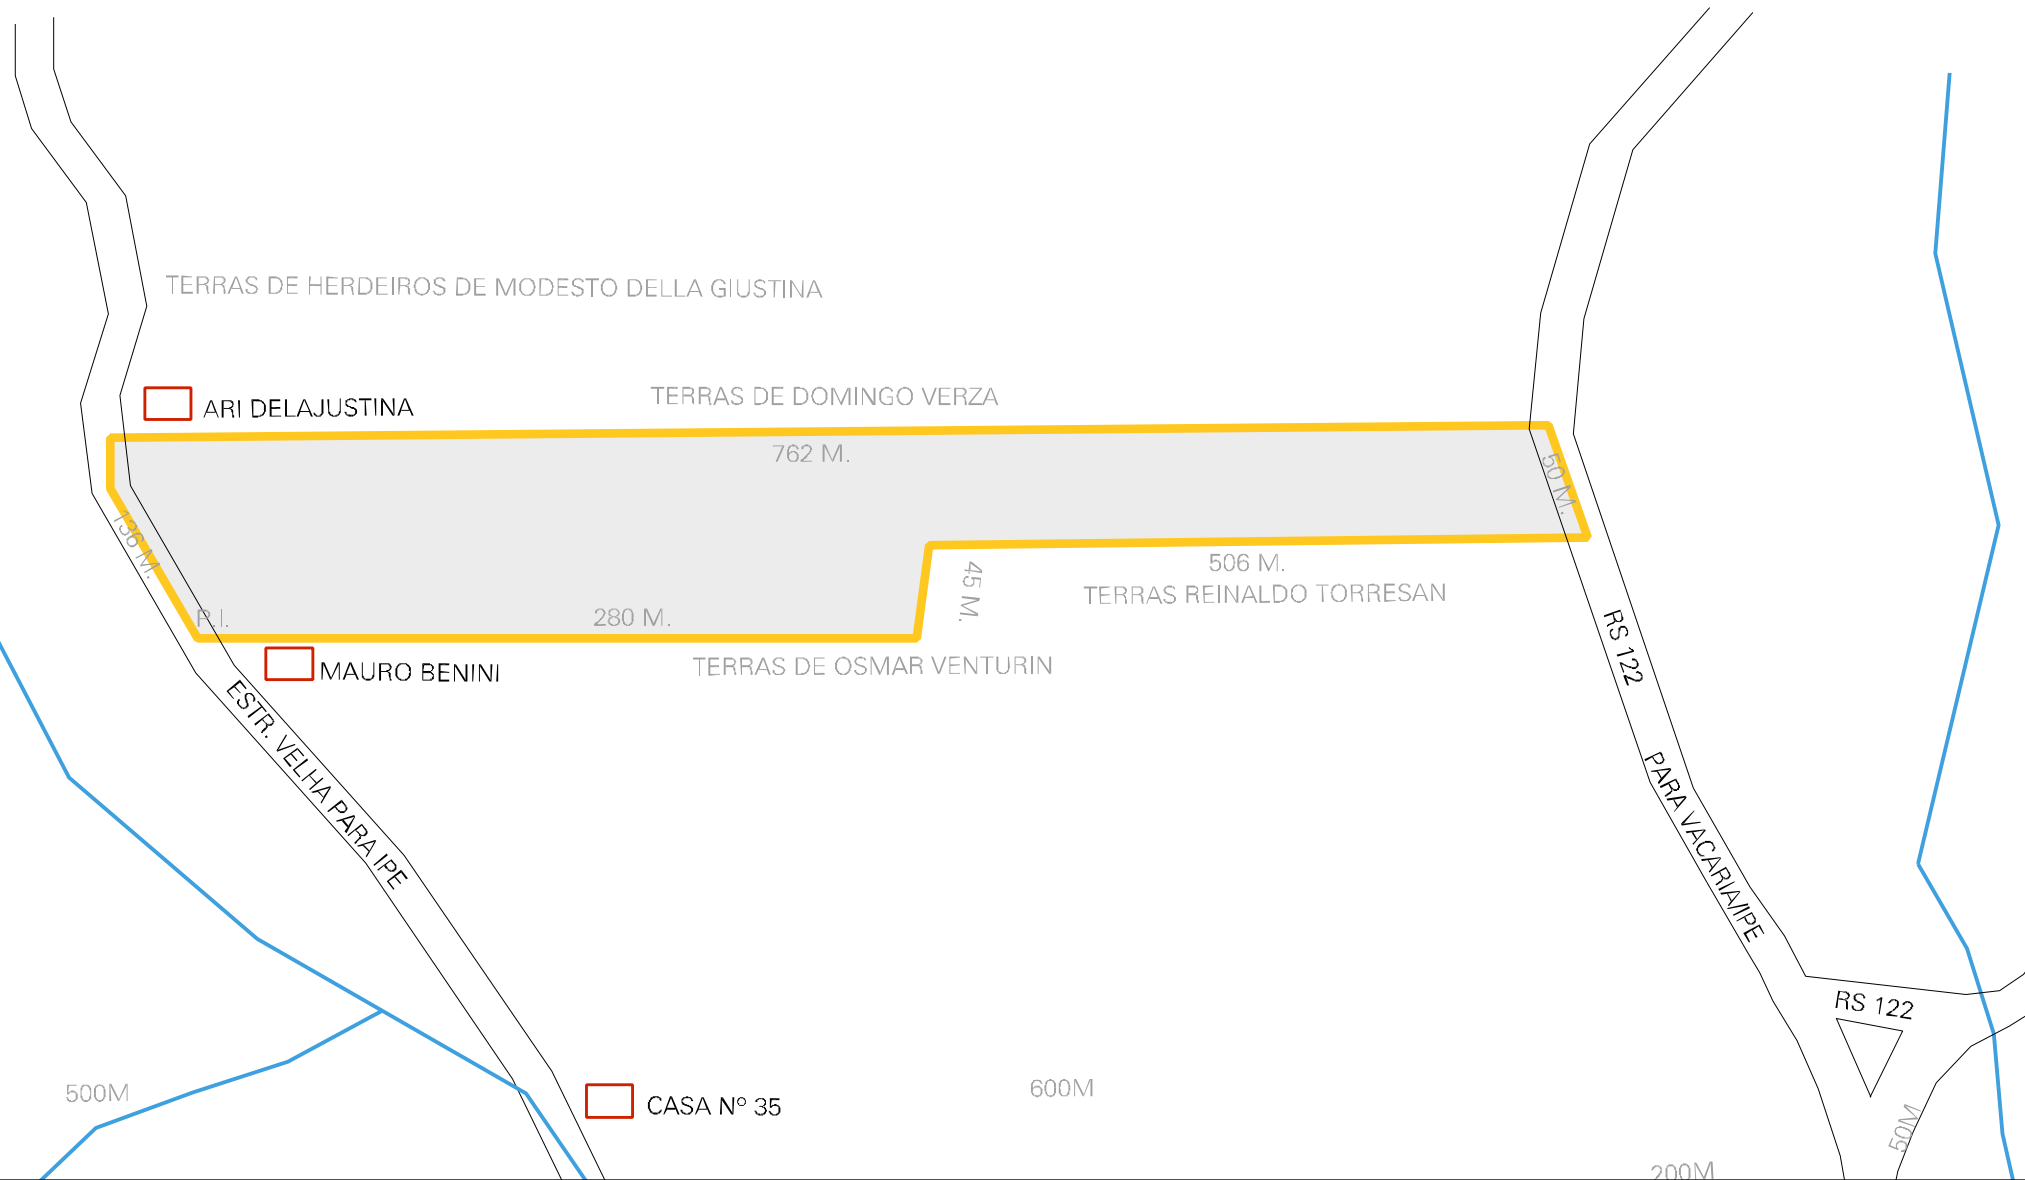 TERRAS DE HERDEIROS DE MODESTO DELLA GIUSTINA
TERRAS DE DOMINGO VERZA
ARI DELAJUSTINA
762 M.
50 M.
136 M.
506 M.
45 M.
TERRAS REINALDO TORRESAN
P.I.
280 M.
TERRAS DE OSMAR VENTURIN
MAURO BENINI
RS 122
ESTR. VELHA PARA IPE
PARA VACARIA/IPE
RS 122
500M
600M
CASA Nº 35
50M
200M